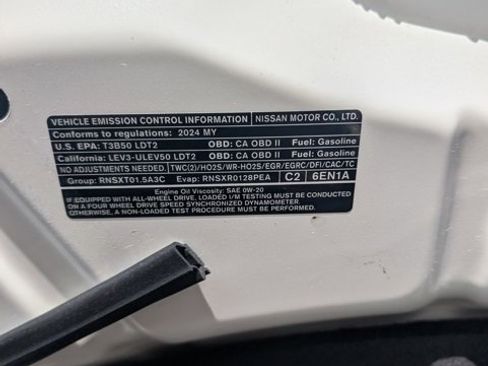 VEHICLE EMISSION CONTROL INFORMATION NISSAN MOTOR CO., LTD.
Conforms to regulations: 2024 MY
U.S. EPA: T3B50 LDT2 OBD: CA OBD II Fuel: Gasoline
California: LEV3-ULEV50 LDT2 OBD: CA OBD II Fuel: Gasoline
NO ADJUSTMENTS NEEDED. TWC(2)/HO2S/WR-HO2S/EGR/EGRC/DFI/CAC/TC
Group: RNSXT01.5A3C Evap: RNSXR0128PEA C2 6EN1A
Engine Oil Viscosity: SAE 0W-20
IF EQUIPPED WITH ALL-WHEEL DRIVE, LOADED I/M TESTING MUST BE CONDUCTED
ON A FOUR WHEEL DRIVE SPEED SYNCHRONIZED DYNAMOMETER.
OTHERWISE, A NON-LOADED TEST PROCEDURE MUST BE PERFORMED.